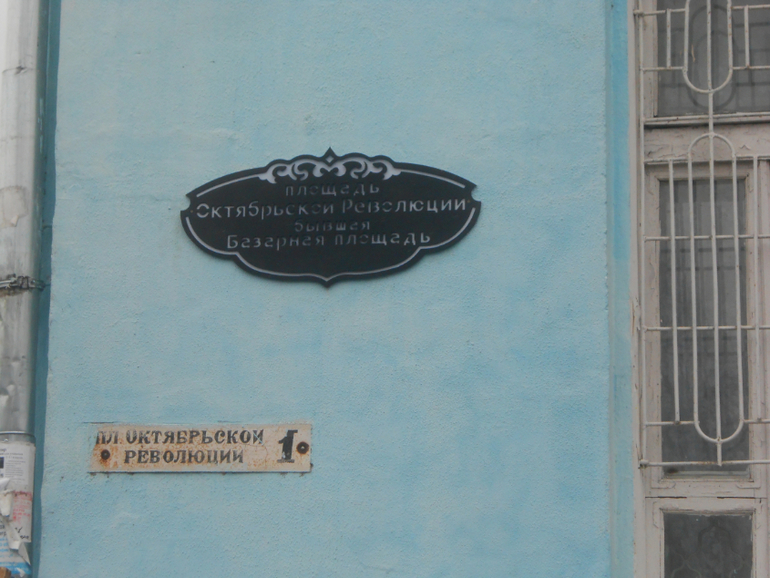 площадь
Октябрьской Революции
бывшая
Базарная площадь
пл. ОКТЯБРЬСКОЙ 1
РЕВОЛЮЦИИ